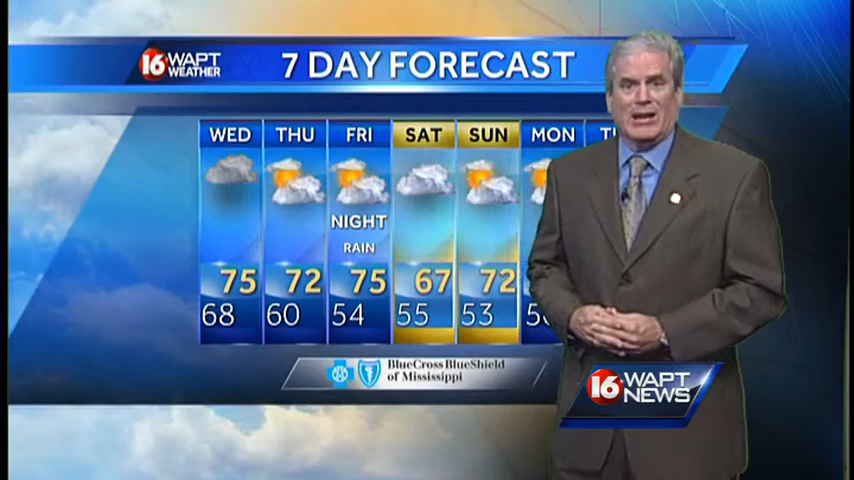 16 WAPT WEATHER
7 DAY FORECAST
WED THU FRI SAT SUN MON
NIGHT
RAIN
75 72 75 67 72
68 60 54 55 53
BlueCross BlueShield
of Mississippi
16 WAPT
NEWS